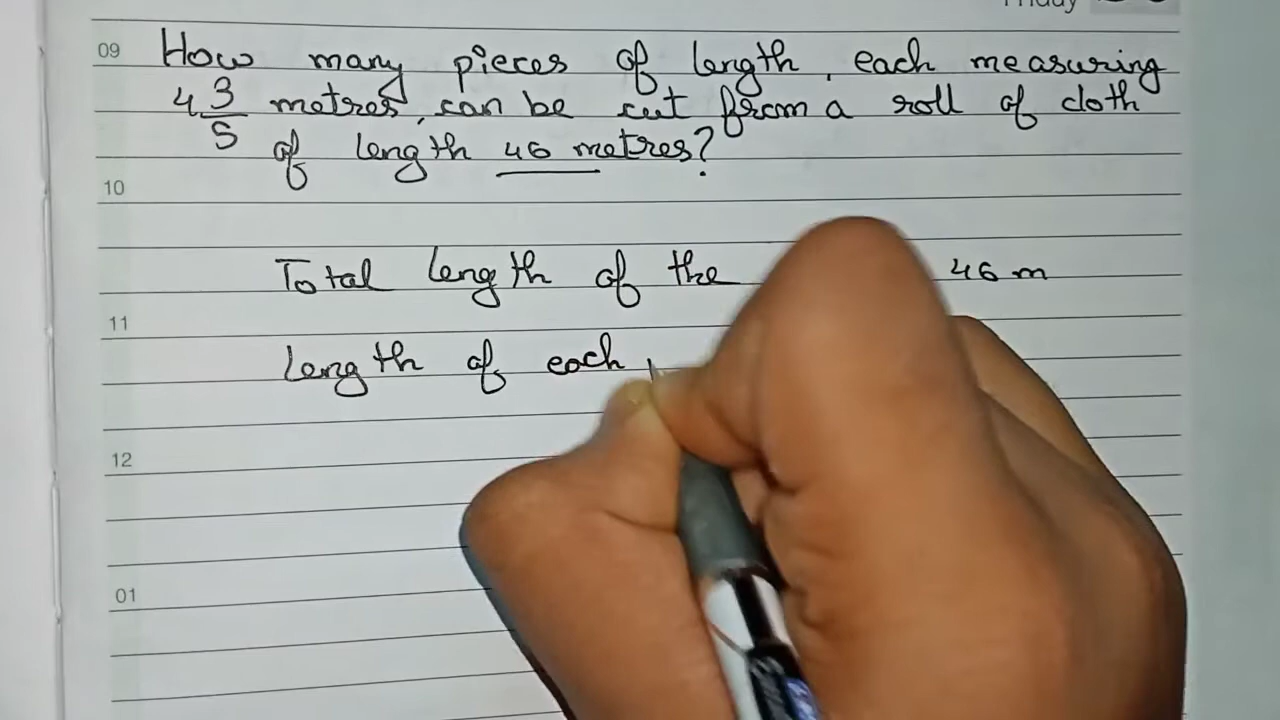 Friday
09 How many pieces of length, each measuring
4 3/5 metres, can be cut from a roll of cloth
of length 46 metres?
10
Total length of the 46 m
11
Length of each
12
01